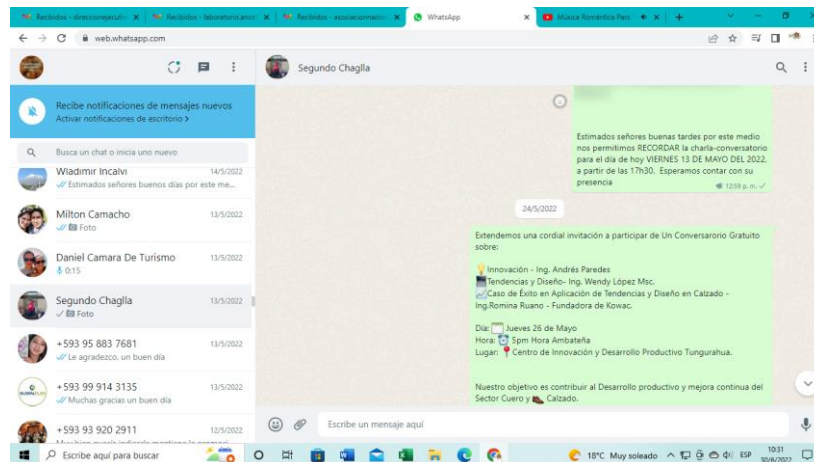 Recibidos - direccionejecuti
Recibidos - laboratorio.anon
Recibidos - asociacionnacion
WhatsApp
Música Romántica Para
web.whatsapp.com
Segundo Chaglla
Recibe notificaciones de mensajes nuevos
Activar notificaciones de escritorio >
Busca un chat o inicia uno nuevo
Wladimir Incalvi 14/5/2022
Estimados señores buenos días por este me...
Milton Camacho 13/5/2022
Foto
Daniel Camara De Turismo 13/5/2022
0:15
Segundo Chaglla 13/5/2022
Foto
+593 95 883 7681 13/5/2022
Le agradezco, un buen día
+593 99 914 3135 13/5/2022
Muchas gracias un buen día
+593 93 920 2911 12/5/2022
Estimados señores buenas tardes por este medio
nos permitimos RECORDAR la charla-conversatorio
para el día de hoy VIERNES 13 DE MAYO DEL 2022,
a partir de las 17h30. Esperamos contar con su
presencia
12:59 p. m.
24/5/2022
Extendemos una cordial invitación a participar de Un Conversarorio Gratuito
sobre:
Innovación - Ing. Andrés Paredes
Tendencias y Diseño- Ing. Wendy López Msc.
Caso de Éxito en Aplicación de Tendencias y Diseño en Calzado -
Ing.Romina Ruano - Fundadora de Kowac.
Día: Jueves 26 de Mayo
Hora: 5pm Hora Ambateña
Lugar: Centro de Innovación y Desarrollo Productivo Tungurahua.
Nuestro objetivo es contribuir al Desarrollo productivo y mejora continua del
Sector Cuero y Calzado.
Escribe un mensaje aquí
Escribe aquí para buscar
18°C Muy soleado
ESP
10:31
30/6/2022